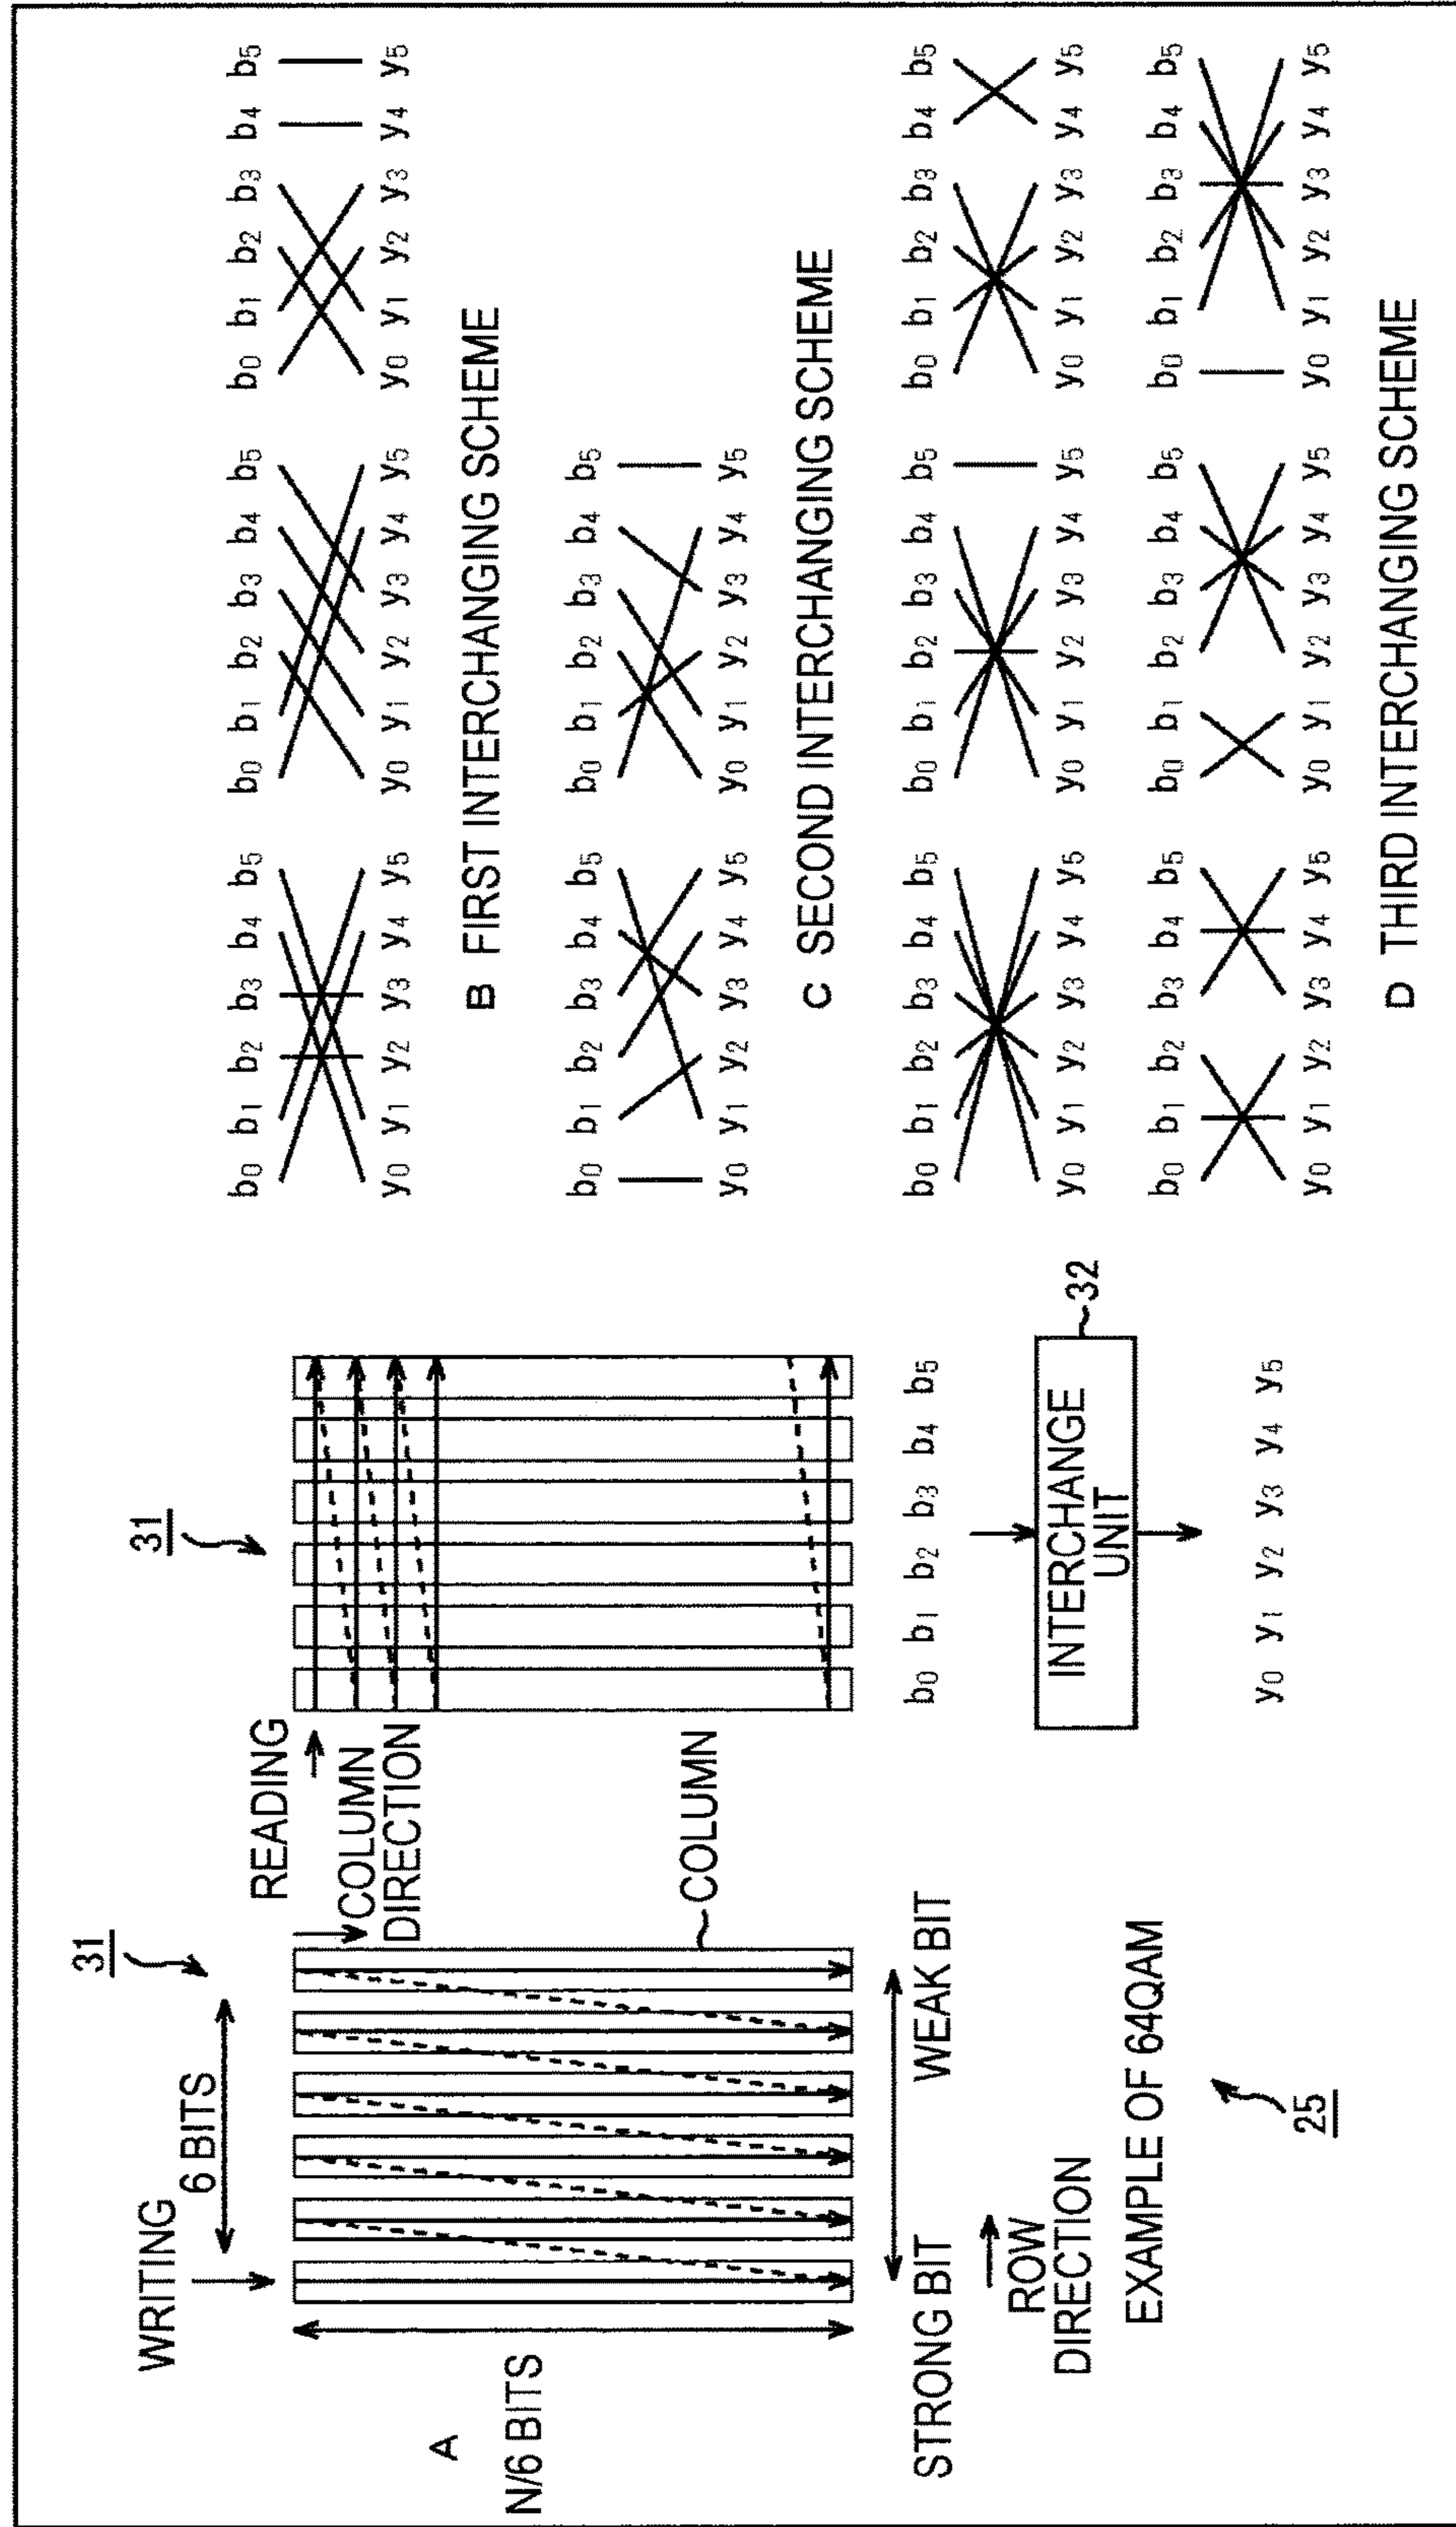 A
WRITING
6 BITS
31
N/6 BITS
COLUMN
DIRECTION
COLUMN
STRONG BIT WEAK BIT
ROW
DIRECTION
EXAMPLE OF 64QAM
25
READING
31
b0 b1 b2 b3 b4 b5
INTERCHANGE
UNIT
32
y0 y1 y2 y3 y4 y5
b0 b1 b2 b3 b4 b5 b0 b1 b2 b3 b4 b5 b0 b1 b2 b3 b4 b5
y0 y1 y2 y3 y4 y5 y0 y1 y2 y3 y4 y5 y0 y1 y2 y3 y4 y5
B FIRST INTERCHANGING SCHEME
b0 b1 b2 b3 b4 b5 b0 b1 b2 b3 b4 b5
y0 y1 y2 y3 y4 y5 y0 y1 y2 y3 y4 y5
C SECOND INTERCHANGING SCHEME
b0 b1 b2 b3 b4 b5 b0 b1 b2 b3 b4 b5 b0 b1 b2 b3 b4 b5
y0 y1 y2 y3 y4 y5 y0 y1 y2 y3 y4 y5 y0 y1 y2 y3 y4 y5
b0 b1 b2 b3 b4 b5 b0 b1 b2 b3 b4 b5 b0 b1 b2 b3 b4 b5
y0 y1 y2 y3 y4 y5 y0 y1 y2 y3 y4 y5 y0 y1 y2 y3 y4 y5
D THIRD INTERCHANGING SCHEME